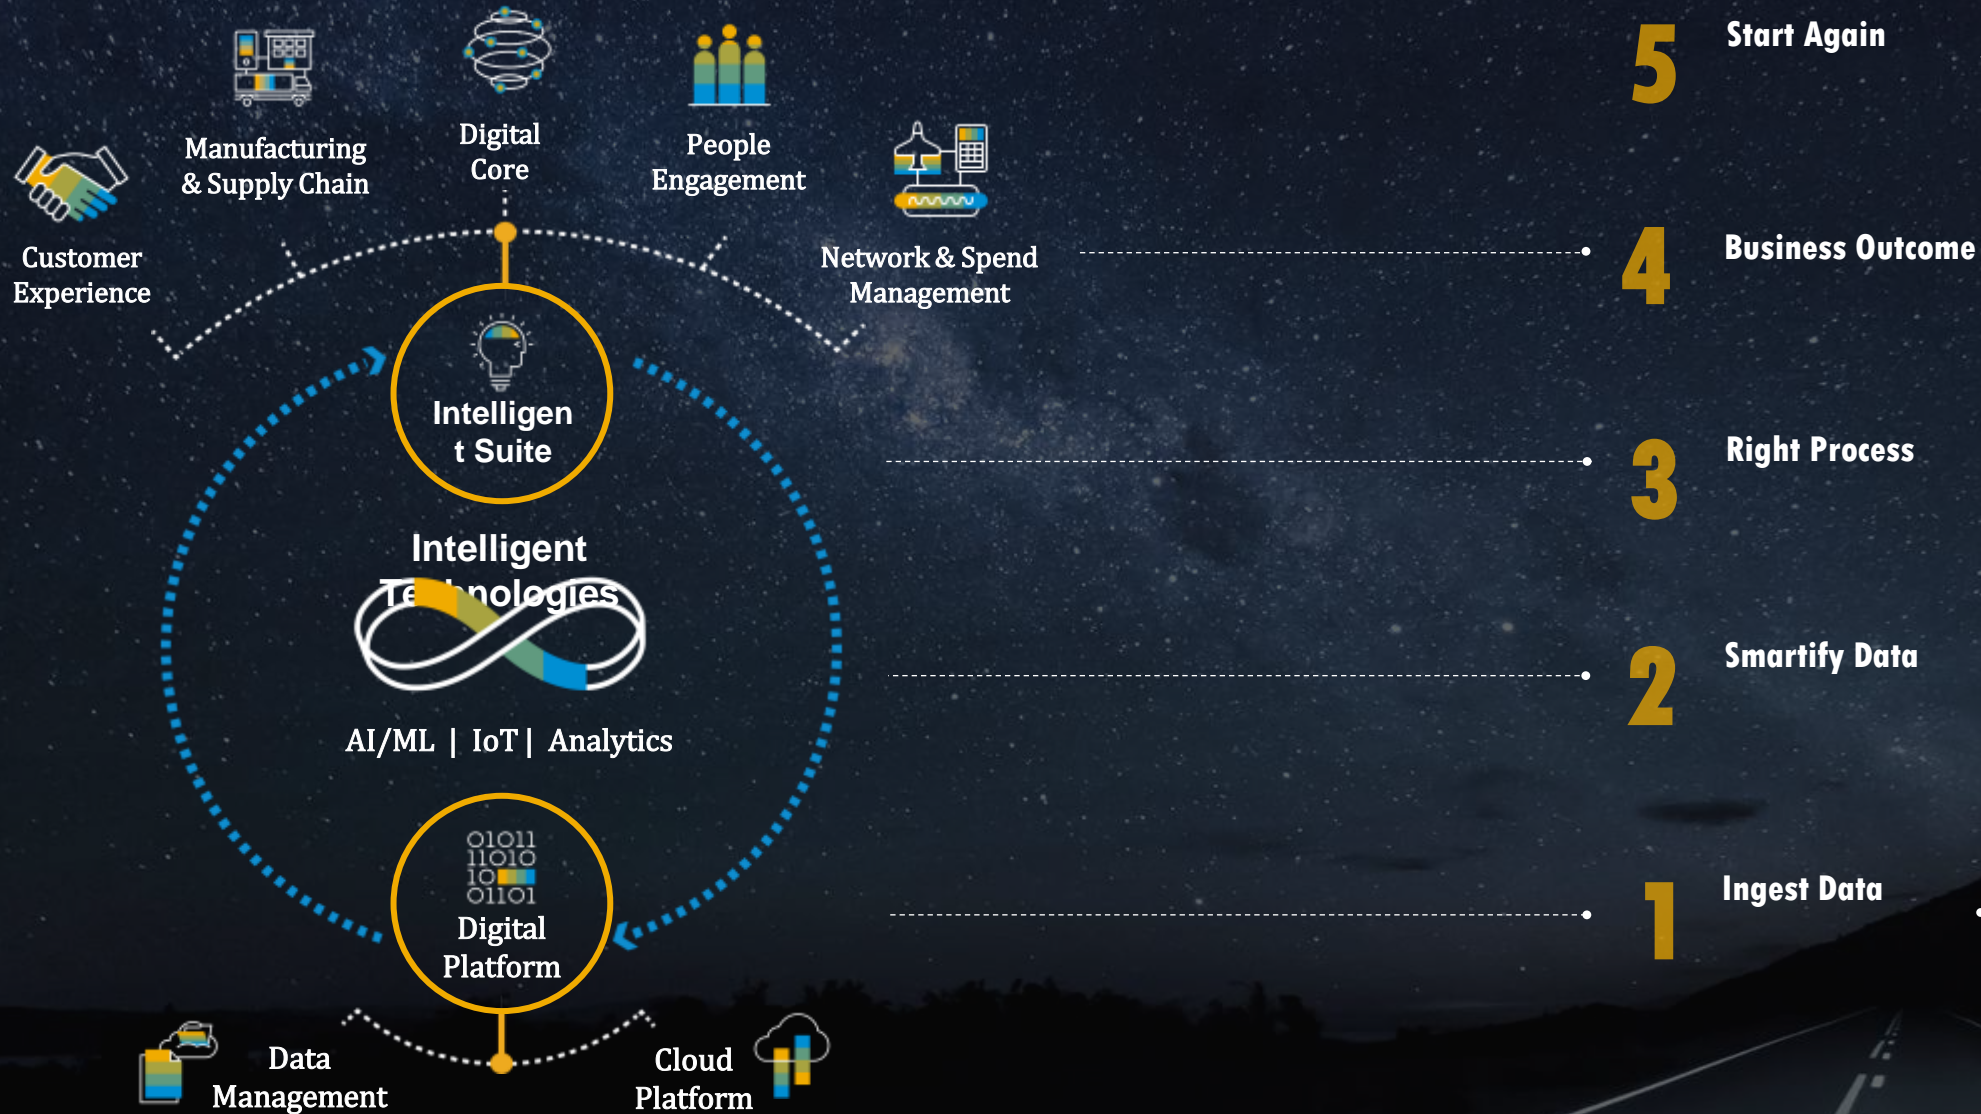 5
Start Again
Manufacturing
& Supply Chain
Digital
Core
People
Engagement
Customer
Experience
Network & Spend
Management
4
Business Outcome
Intelligen
t Suite
3
Right Process
Intelligent
Technologies
2
Smartify Data
AI/ML | IoT | Analytics
01011
11010
10
01101
Digital
Platform
1
Ingest Data
Data
Management
Cloud
Platform